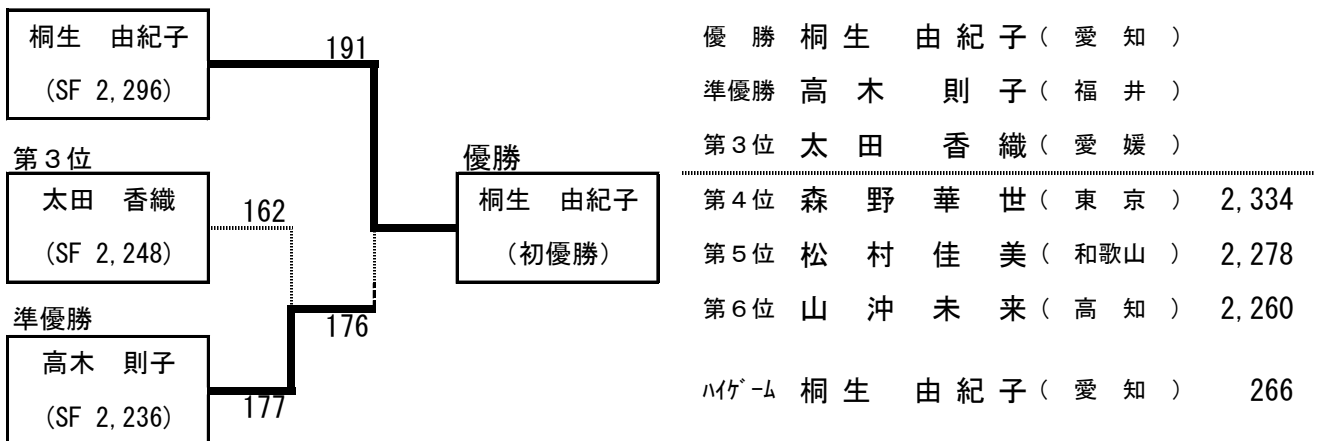 桐生　由紀子
(SF 2,296)
191
第３位
太田　香織
(SF 2,248)
162
準優勝
高木　則子
(SF 2,236)
177
176
優勝
桐生　由紀子
(初優勝)
優　勝 桐生　由紀子（ 愛　知 ）
準優勝 高木　則子（ 福　井 ）
第３位 太田　香織（ 愛　媛 ）
第４位 森野華世（ 東　京 ） 2,334
第５位 松村佳美（ 和歌山 ） 2,278
第６位 山沖未来（ 高　知 ） 2,260
ﾊｲｹﾞｰﾑ 桐生　由紀子（ 愛　知 ） 266